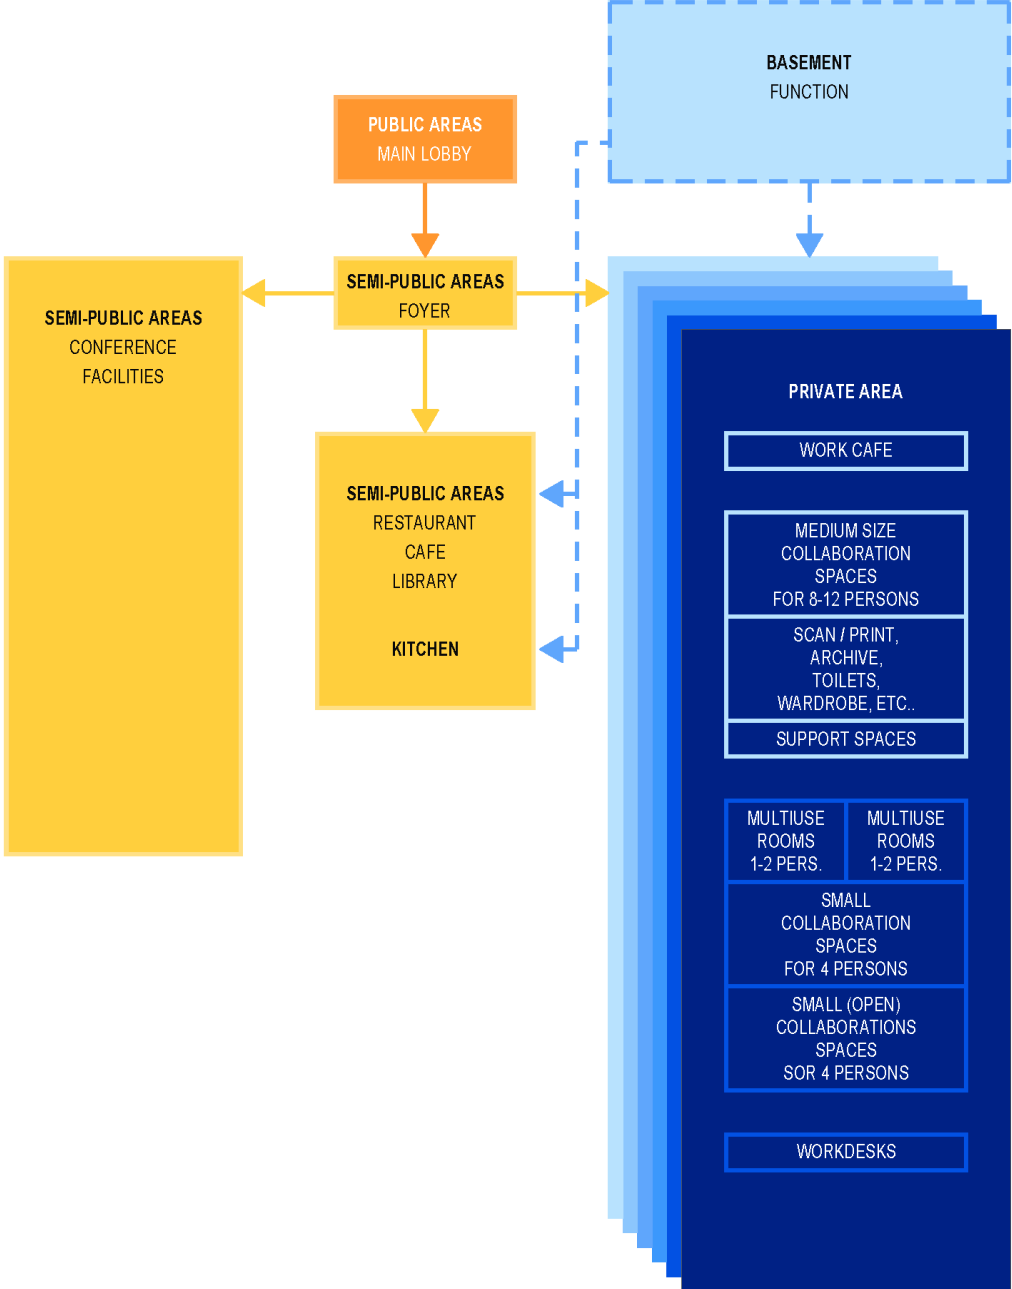 BASEMENT
FUNCTION
PUBLIC AREAS
MAIN LOBBY
SEMI-PUBLIC AREAS
FOYER
SEMI-PUBLIC AREAS
CONFERENCE
FACILITIES
SEMI-PUBLIC AREAS
RESTAURANT
CAFE
LIBRARY
KITCHEN
PRIVATE AREA
WORK CAFE
MEDIUM SIZE
COLLABORATION
SPACES
FOR 8-12 PERSONS
SCAN / PRINT,
ARCHIVE,
TOILETS,
WARDROBE, ETC..
SUPPORT SPACES
MULTIUSE
ROOMS
1-2 PERS.
MULTIUSE
ROOMS
1-2 PERS.
SMALL
COLLABORATION
SPACES
FOR 4 PERSONS
SMALL (OPEN)
COLLABORATIONS
SPACES
SOR 4 PERSONS
WORKDESKS